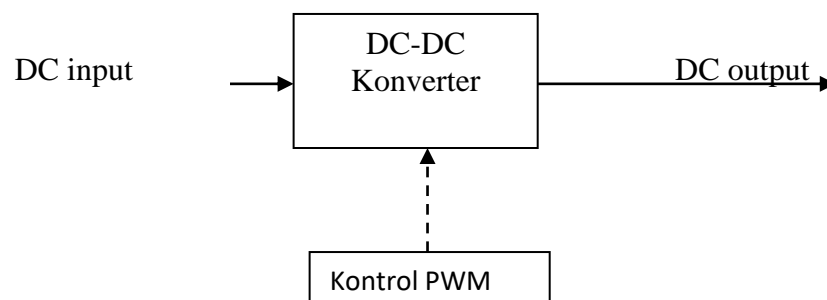 DC-DC
Konverter
DC input
DC output
Kontrol PWM